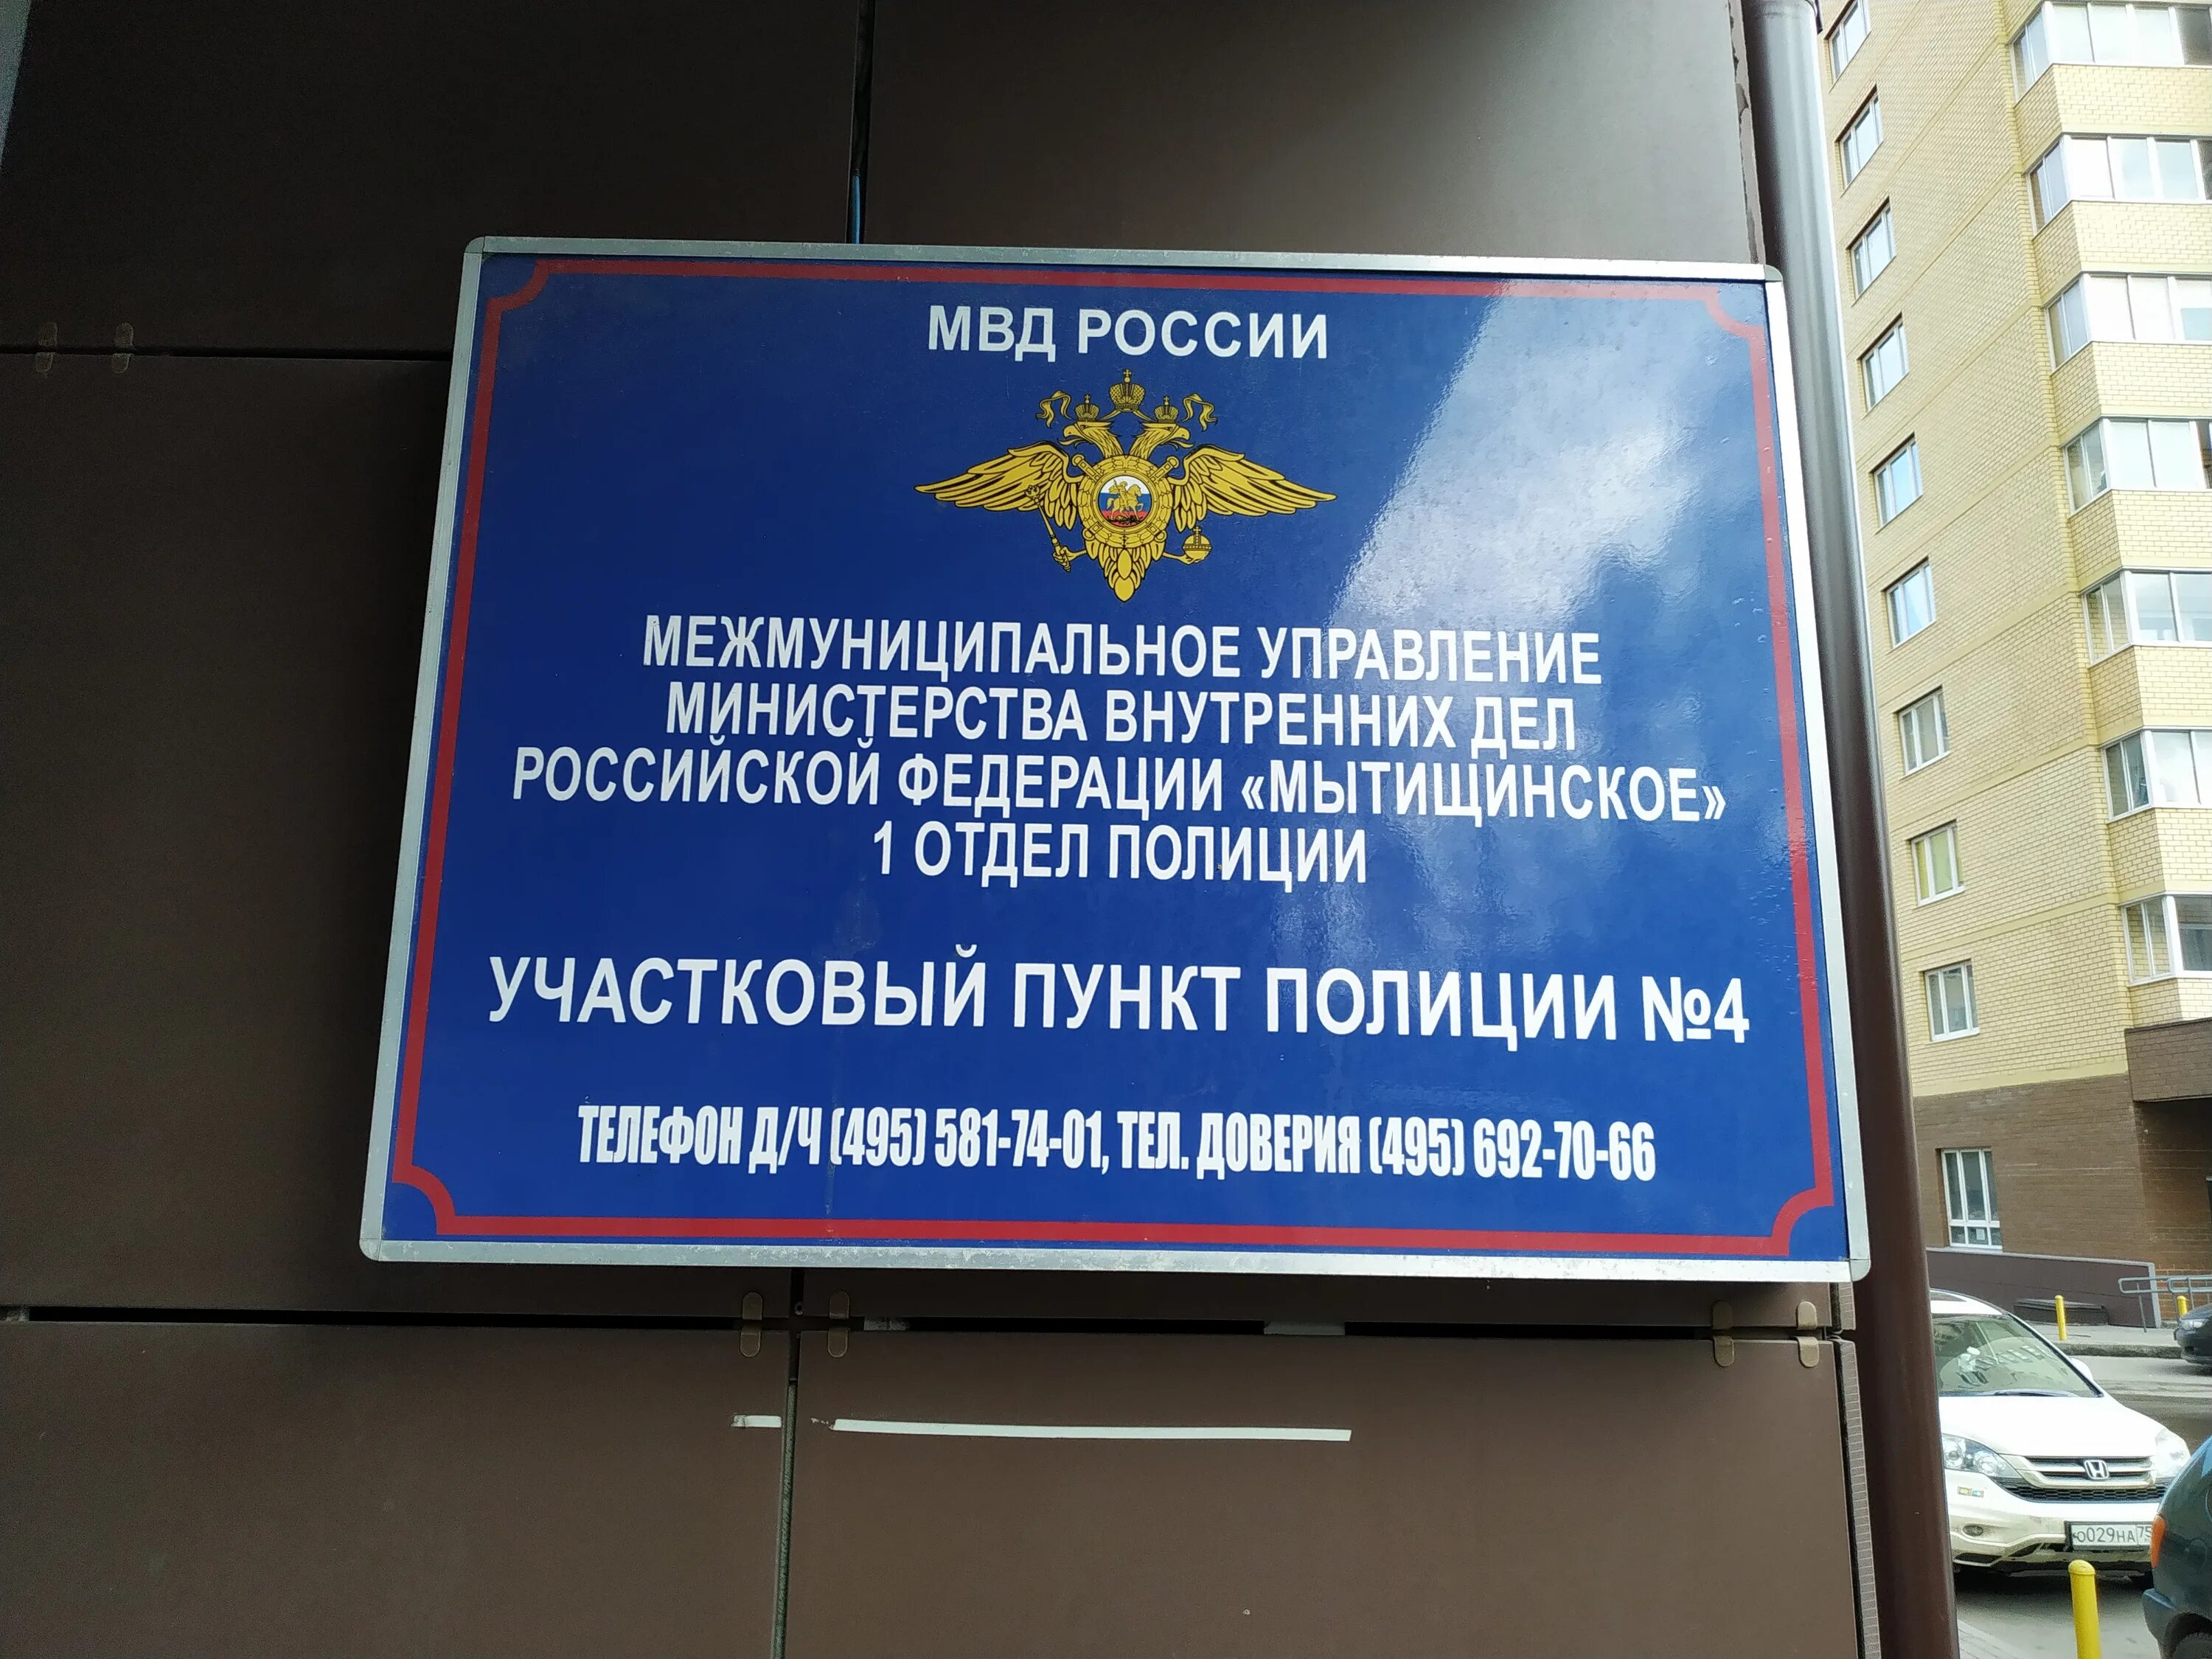 МВД РОССИИ
МЕЖМУНИЦИПАЛЬНОЕ УПРАВЛЕНИЕ
МИНИСТЕРСТВА ВНУТРЕННИХ ДЕЛ
РОССИЙСКОЙ ФЕДЕРАЦИИ «МЫТИЩИНСКОЕ»
1 ОТДЕЛ ПОЛИЦИИ
УЧАСТКОВЫЙ ПУНКТ ПОЛИЦИИ №4
ТЕЛЕФОН Д/Ч (495) 581-74-01, ТЕЛ. ДОВЕРИЯ (495) 692-70-66
О029НА